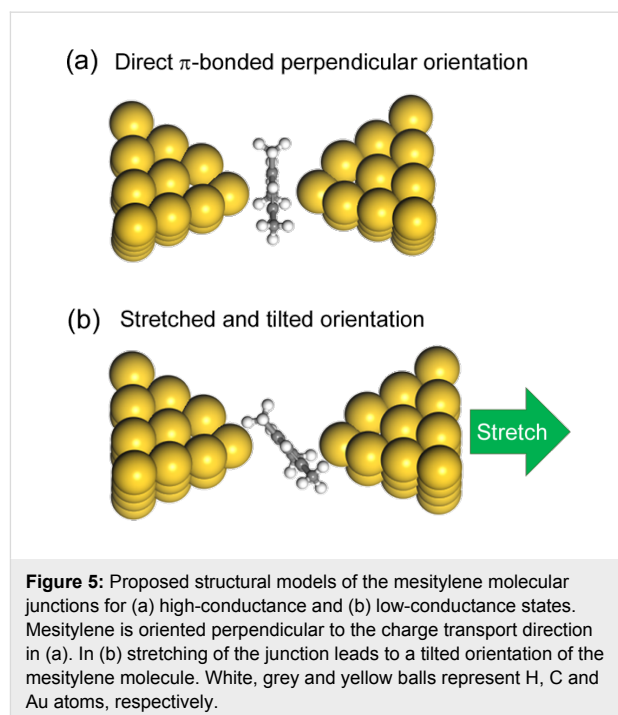 (a) Direct π-bonded perpendicular orientation
(b) Stretched and tilted orientation
Stretch
Figure 5: Proposed structural models of the mesitylene molecular
junctions for (a) high-conductance and (b) low-conductance states.
Mesitylene is oriented perpendicular to the charge transport direction
in (a). In (b) stretching of the junction leads to a tilted orientation of the
mesitylene molecule. White, grey and yellow balls represent H, C and
Au atoms, respectively.